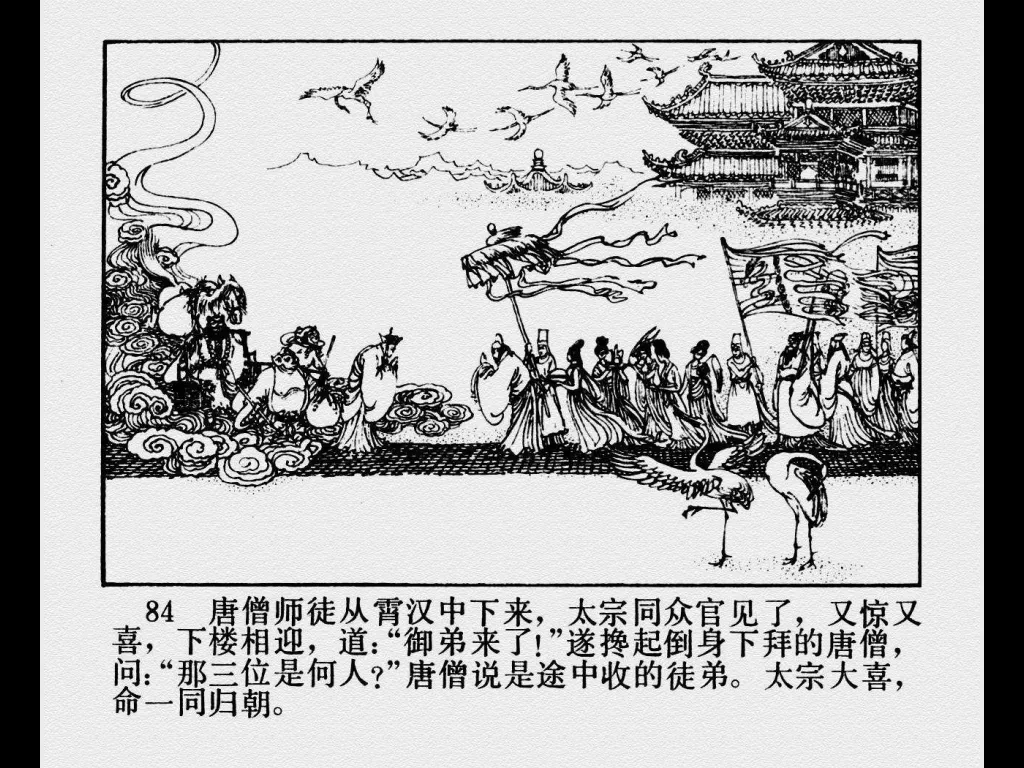 84 唐僧师徒从霄汉中下来，太宗同众官见了，又惊又
喜，下楼相迎，道：“御弟来了！”遂搀起倒身下拜的唐僧，
问：“那三位是何人？”唐僧说是途中收的徒弟。太宗大喜，
命一同归朝。